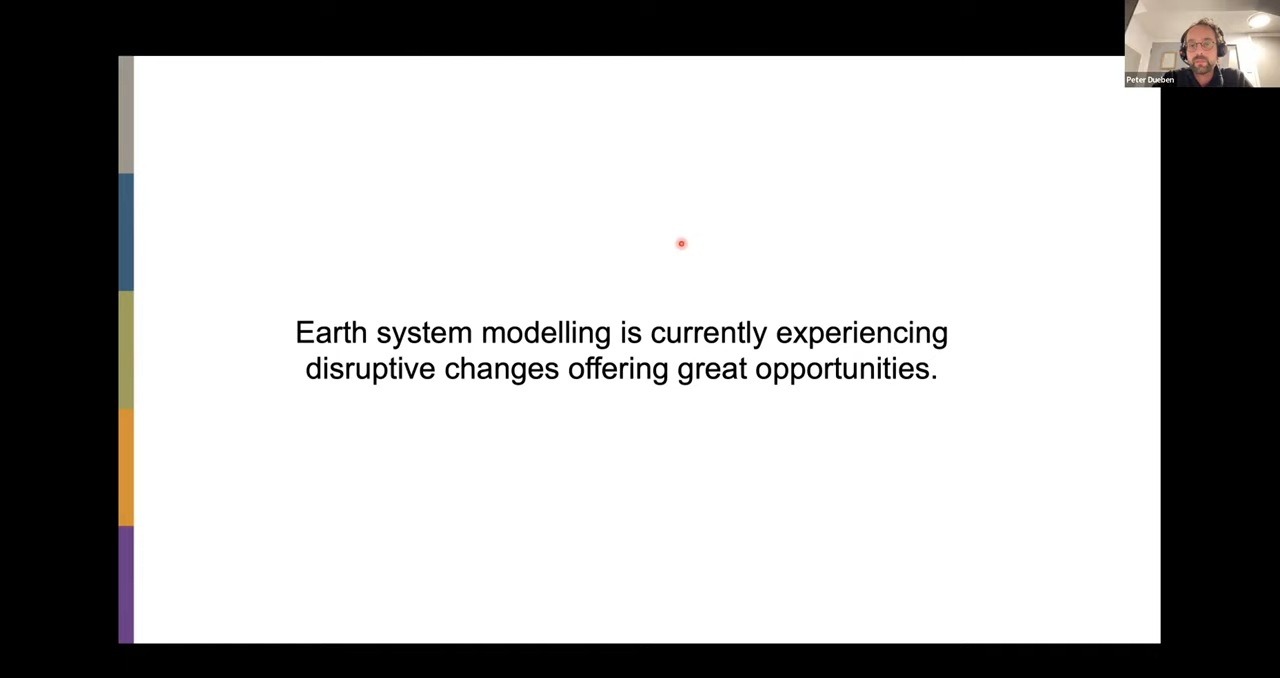 Peter Dueben
Earth system modelling is currently experiencing
disruptive changes offering great opportunities.